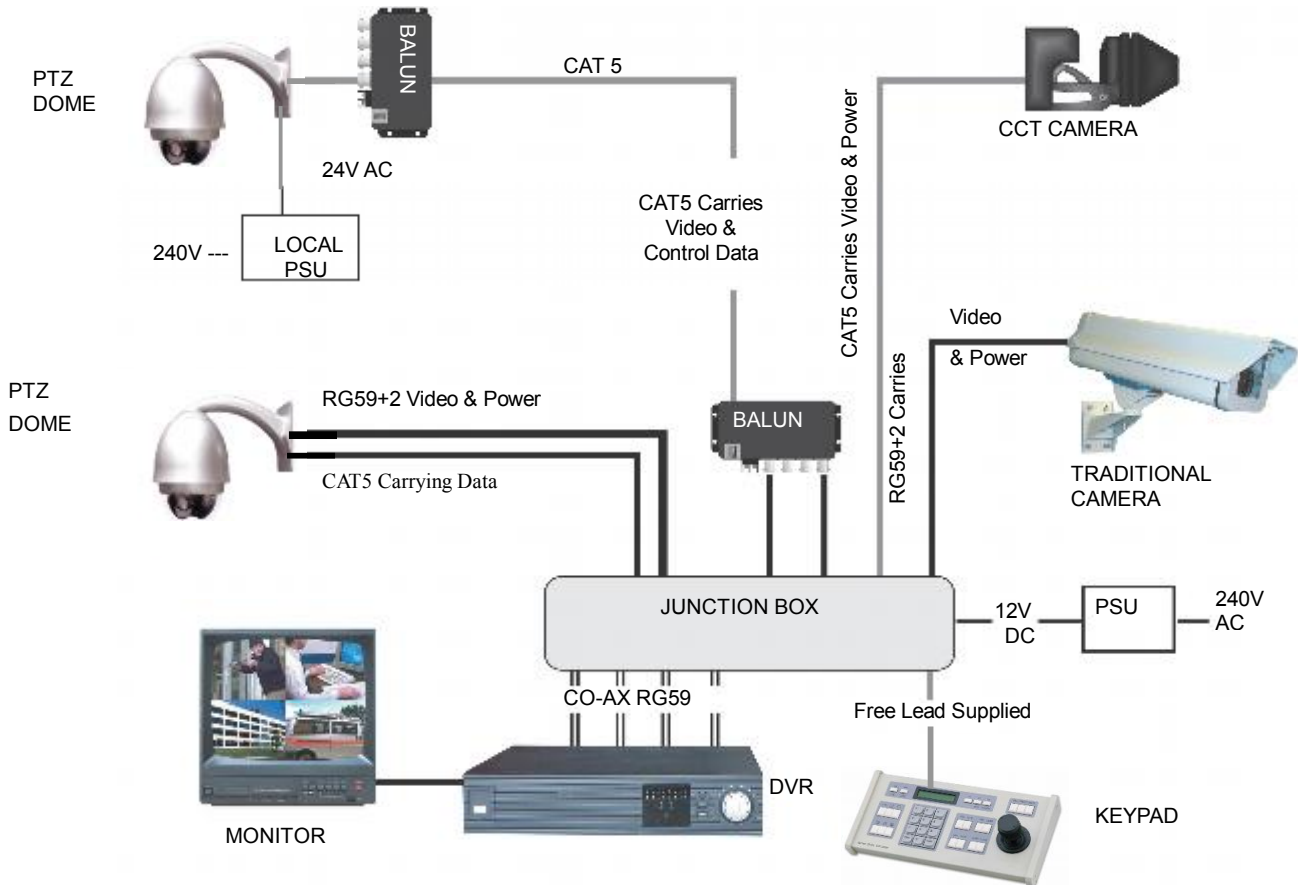 BALUN
PTZ
DOME
CAT 5
CCT CAMERA
24V AC
240V ---
LOCAL
PSU
CAT5 Carries
Video &
Control Data
CAT5 Carries Video & Power
RG59+2 Carries
Video
& Power
PTZ
DOME
RG59+2 Video & Power
CAT5 Carrying Data
BALUN
TRADITIONAL
CAMERA
JUNCTION BOX
12V
DC
PSU
240V
AC
CO-AX RG59
Free Lead Supplied
DVR
KEYPAD
MONITOR